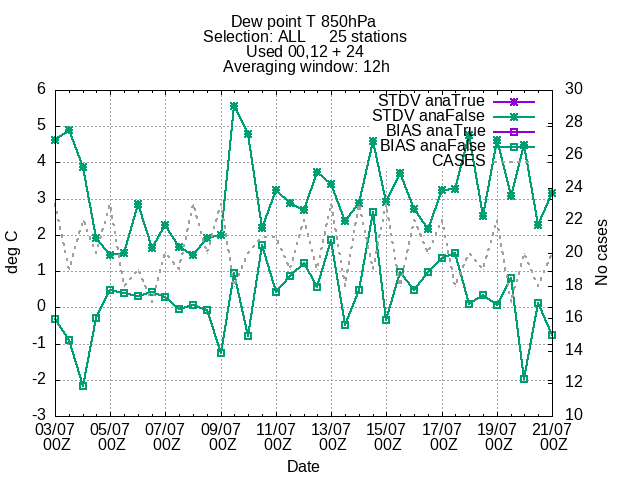 Dew point T 850hPa
Selection: ALL     25 stations
Used 00,12 + 24
Averaging window: 12h
STDV anaTrue
STDV anaFalse
BIAS anaTrue
BIAS anaFalse
CASES
6
5
4
3
2
1
0
-1
-2
-3
deg C
30
28
26
24
22
20
18
16
14
12
10
No cases
03/07 05/07 07/07 09/07 11/07 13/07 15/07 17/07 19/07 21/07
00Z 00Z 00Z 00Z 00Z 00Z 00Z 00Z 00Z 00Z
Date